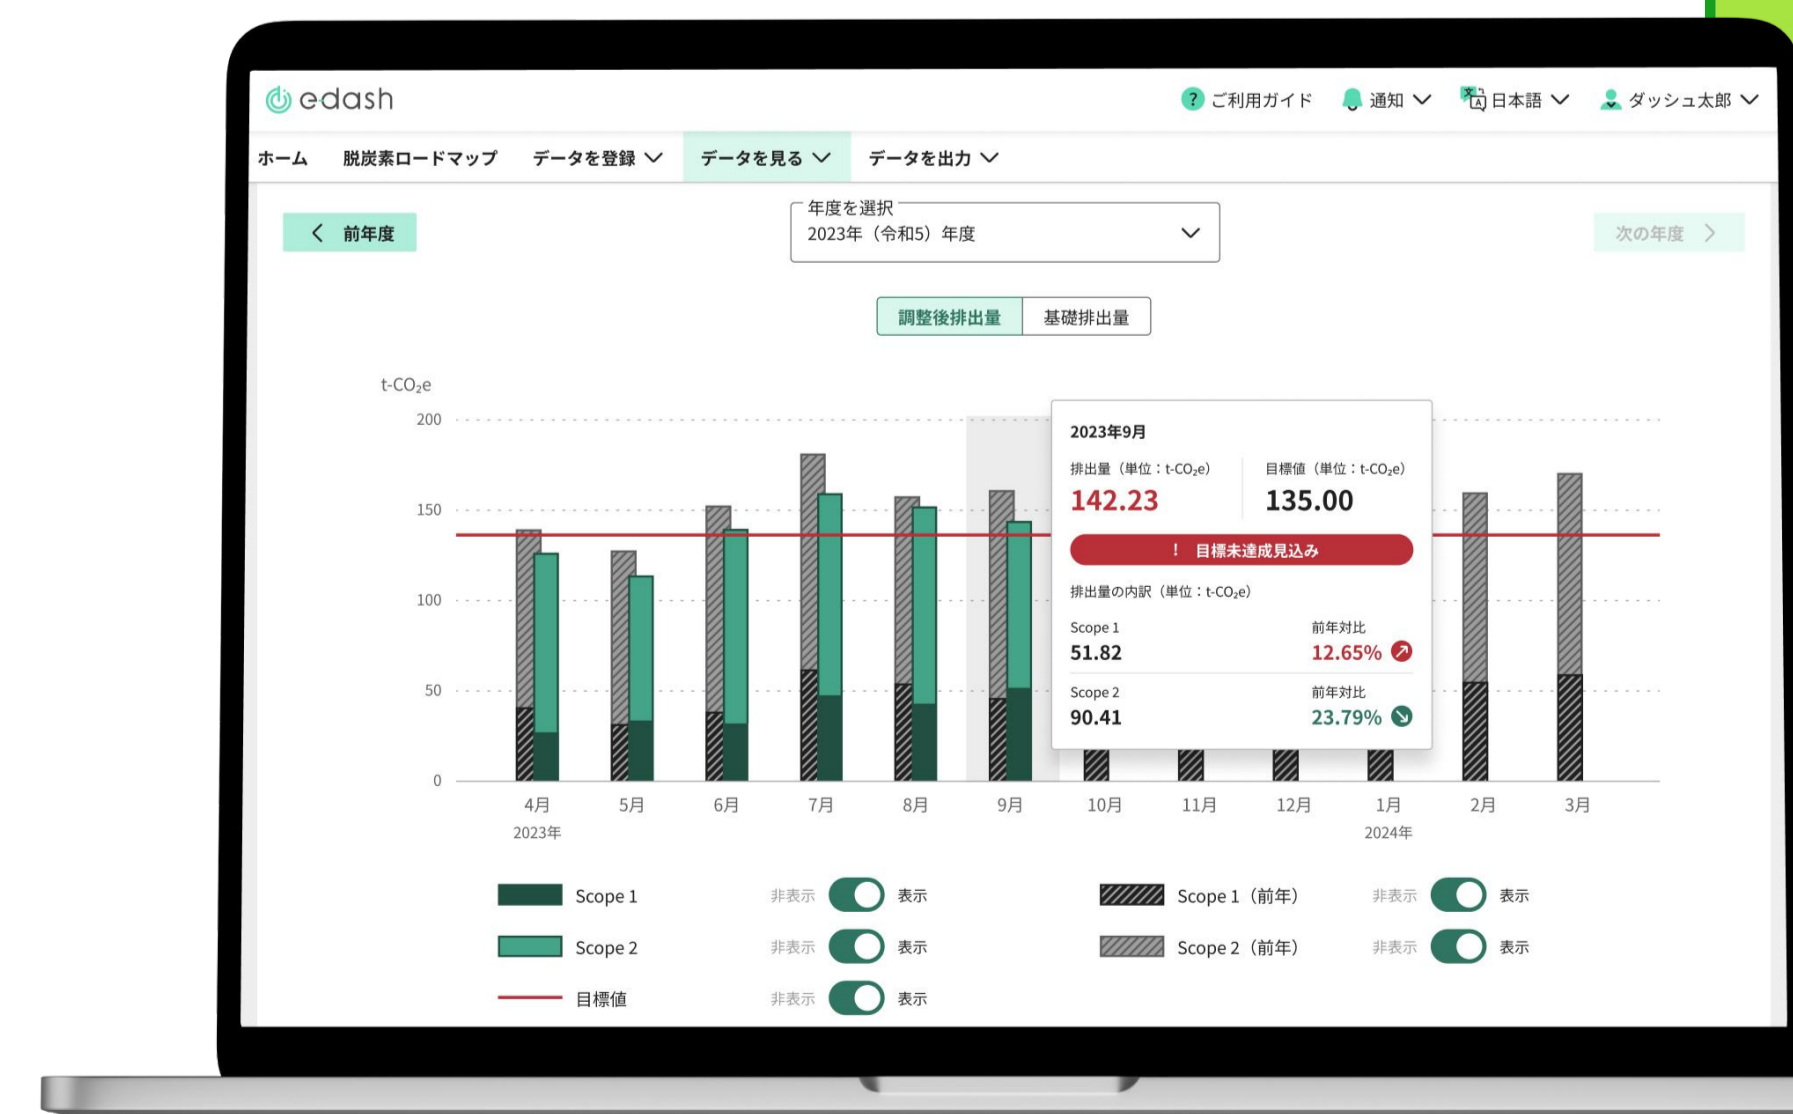 edash
? ご利用ガイド 通知 日本語 ダッシュ太郎
ホーム 脱炭素ロードマップ データを登録 データを見る データを出力
前年度
年度を選択
2023年（令和5）年度
次の年度
調整後排出量 基礎排出量
t-CO₂e
200
150
100
50
0
2023年9月
排出量（単位：t-CO₂e） 目標値（単位：t-CO₂e）
142.23 135.00
! 目標未達成見込み
排出量の内訳（単位：t-CO₂e）
Scope 1 前年対比
51.82 12.65%
Scope 2 前年対比
90.41 23.79%
4月 5月 6月 7月 8月 9月 10月 11月 12月 1月 2月 3月
2023年 2024年
Scope 1 非表示 表示 Scope 1（前年） 非表示 表示
Scope 2 非表示 表示 Scope 2（前年） 非表示 表示
目標値 非表示 表示